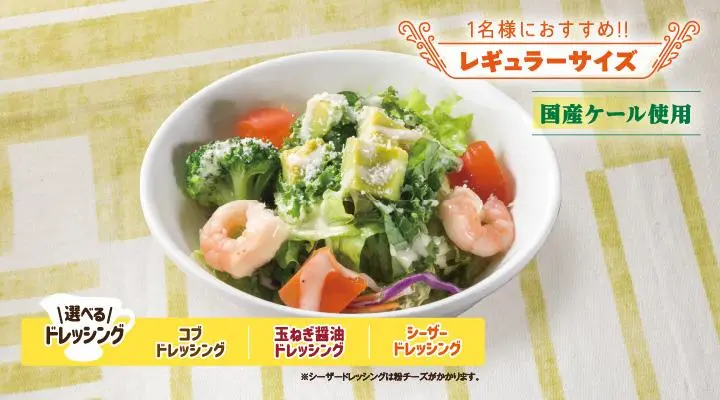 1名様におすすめ!!
レギュラーサイズ
国産ケール使用
選べる
ドレッシング
コブ
ドレッシング
玉ねぎ醤油
ドレッシング
シーザー
ドレッシング
※シーザードレッシングは粉チーズがかかります。